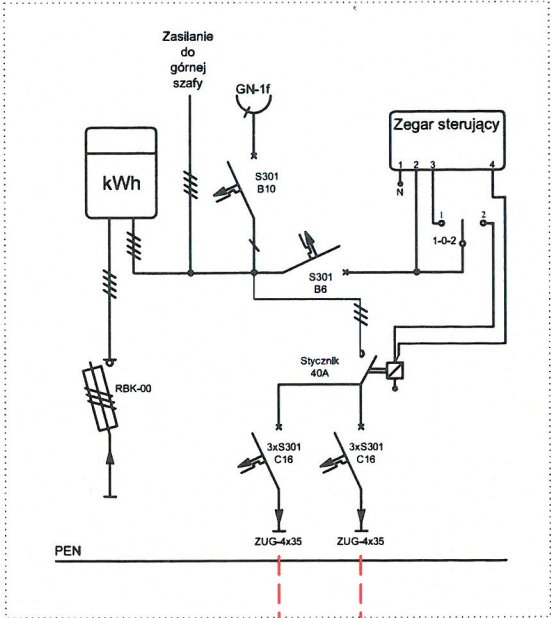 Zasilanie
do
górnej
szafy
GN-1f
Zegar sterujący
1 2 3 4
N
kWh
S301
B10
1
2
1-0-2
S301
B6
Stycznik
40A
RBK-00
3xS301
C16
3xS301
C16
ZUG-4x35
ZUG-4x35
PEN